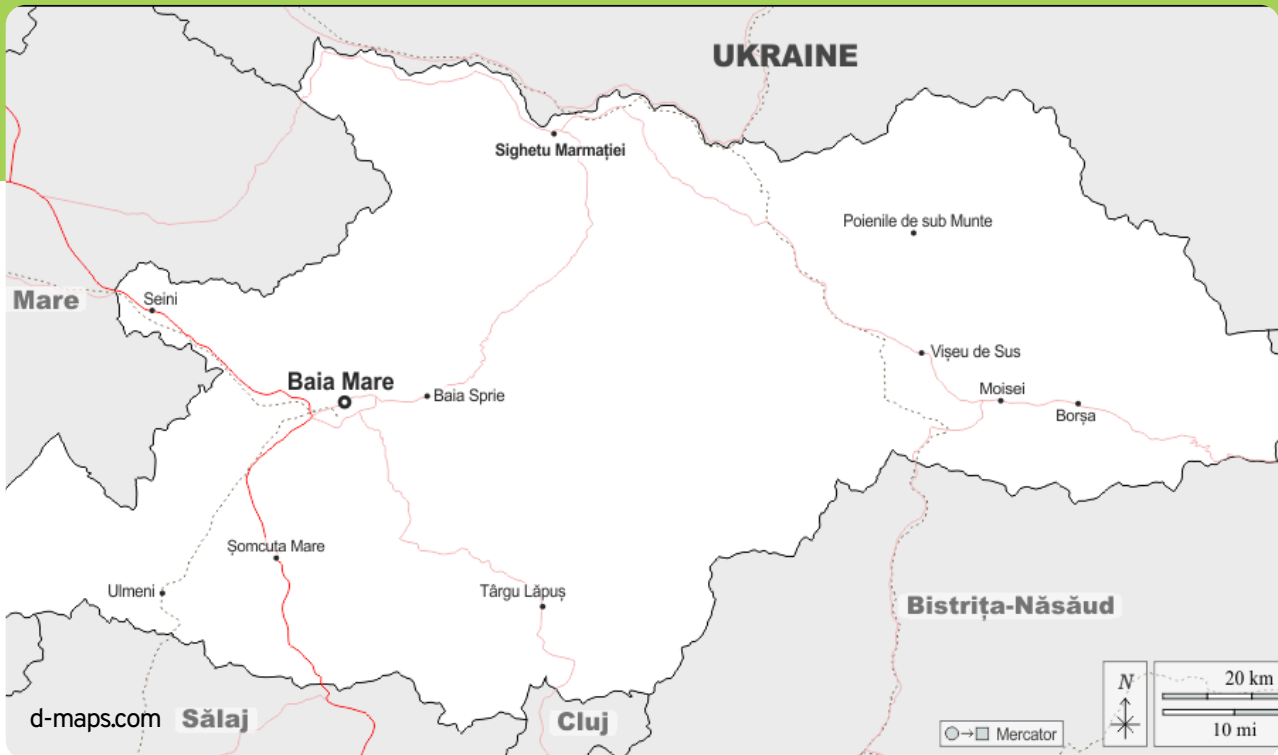 UKRAINE
Sighetu Marmației
Poienile de sub Munte
Mare
Seini
Vișeu de Sus
Baia Mare
Moisei
Baia Sprie
Borșa
Șomcuta Mare
Ulmeni
Târgu Lăpuș
Bistrița-Năsăud
N
20 km
d-maps.com
Sălaj
Cluj
Mercator
10 mi